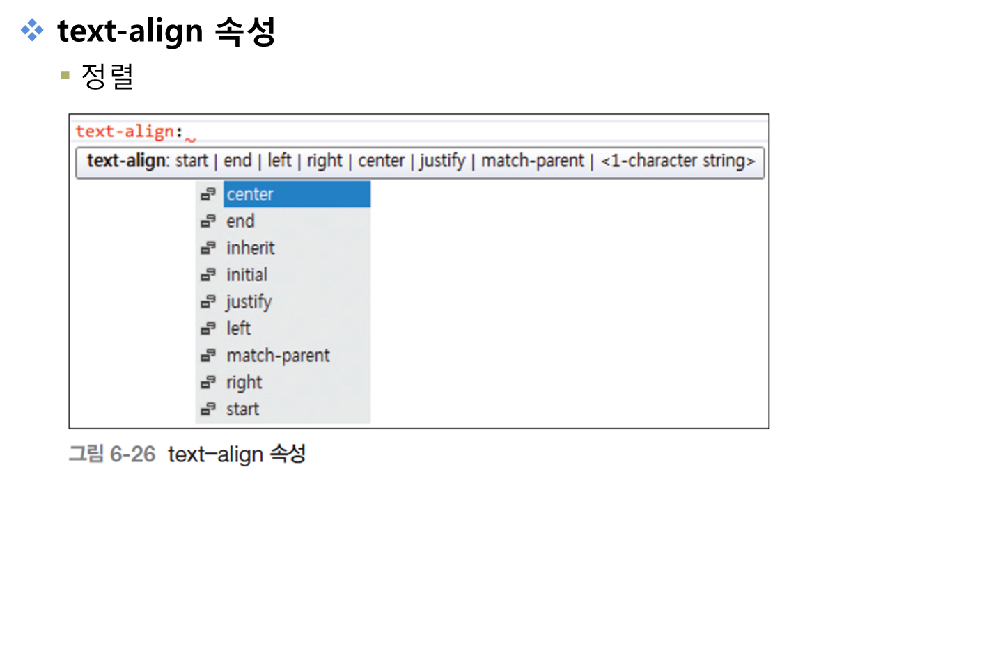 text-align 속성
정렬
text-align:
text-align: start | end | left | right | center | justify | match-parent | <1-character string>
center
end
inherit
initial
justify
left
match-parent
right
start
그림 6-26 text-align 속성